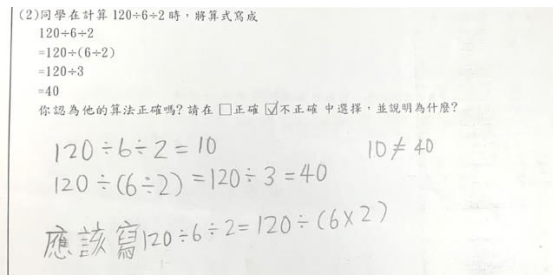 (2)同學在計算120÷6÷2時，將算式寫成
120÷6÷2
=120÷(6÷2)
=120÷3
=40
你認為他的算法正確嗎?請在□正確☑不正確 中選擇，並說明為什麼?
120÷6÷2=10 10≠40
120÷(6÷2)=120÷3=40
應該寫120÷6÷2=120÷(6×2)